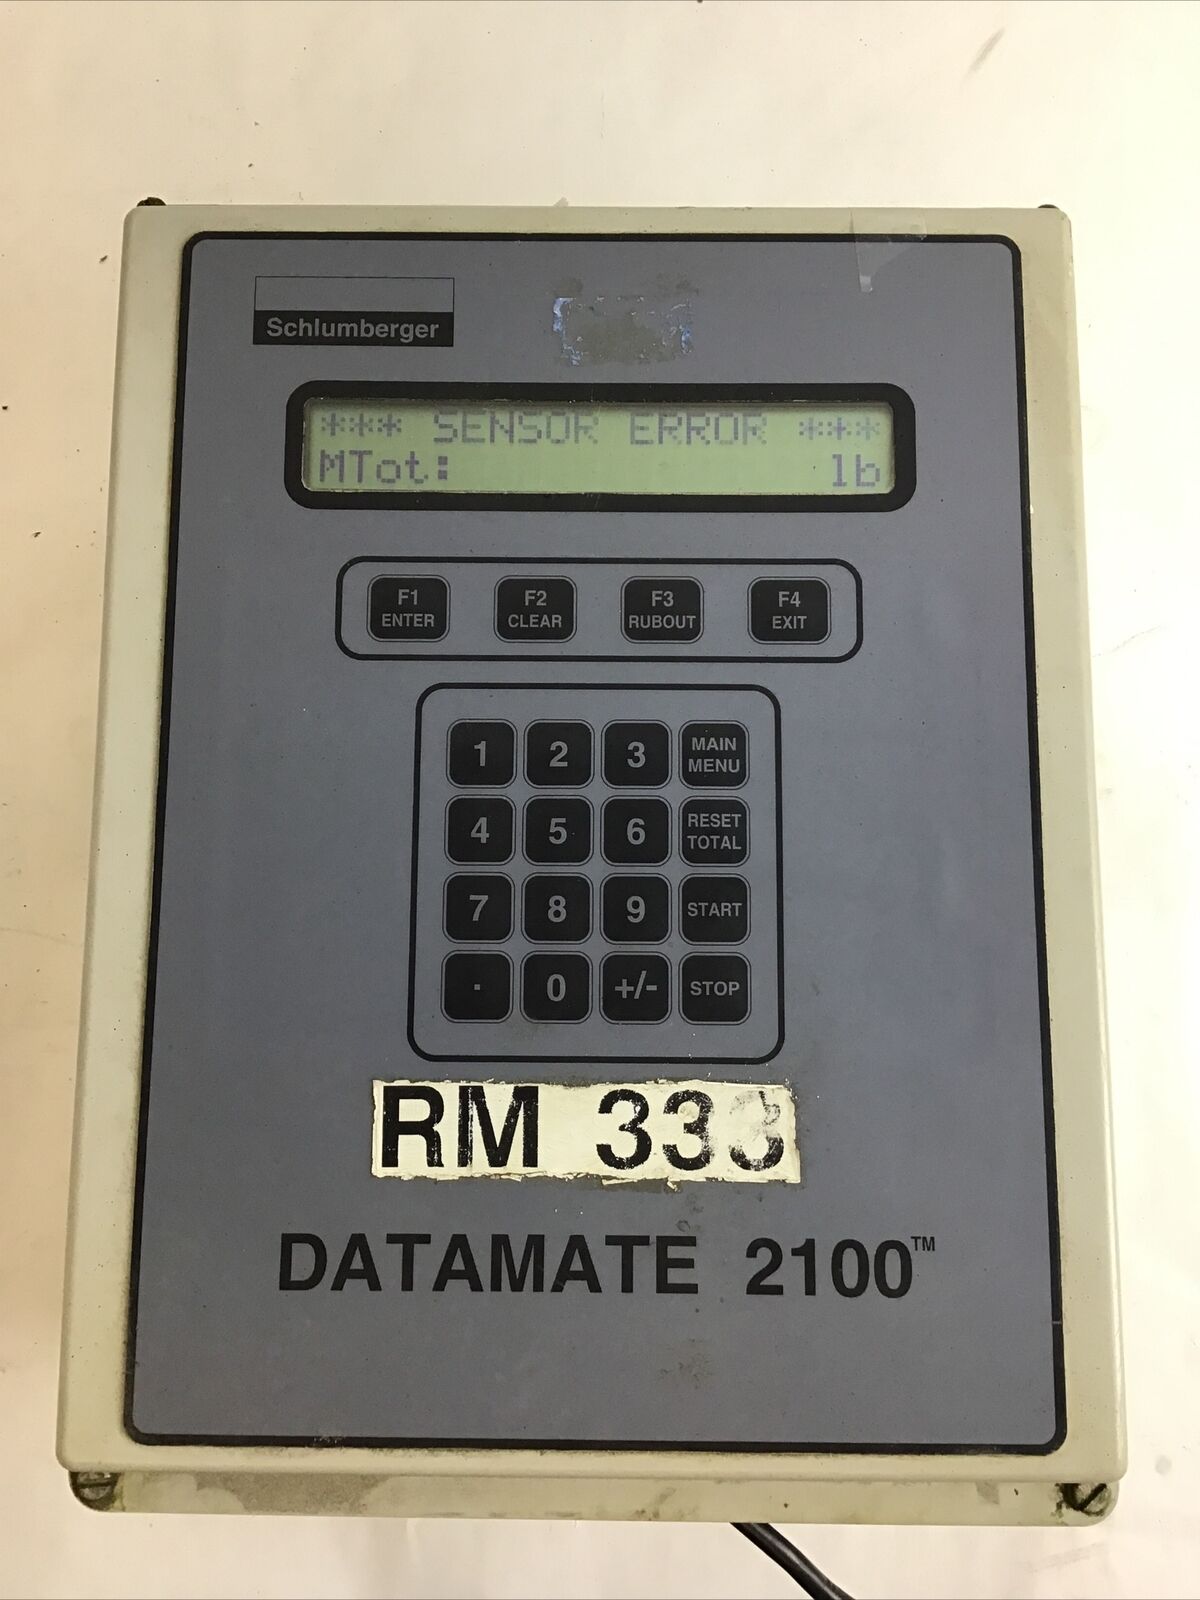 Schlumberger
*** SENSOR ERROR ***
MTot: lb
F1 F2 F3 F4
ENTER CLEAR RUBOUT EXIT
1 2 3 MAIN MENU
4 5 6 RESET TOTAL
7 8 9 START
. 0 +/- STOP
RM 333
DATAMATE 2100™